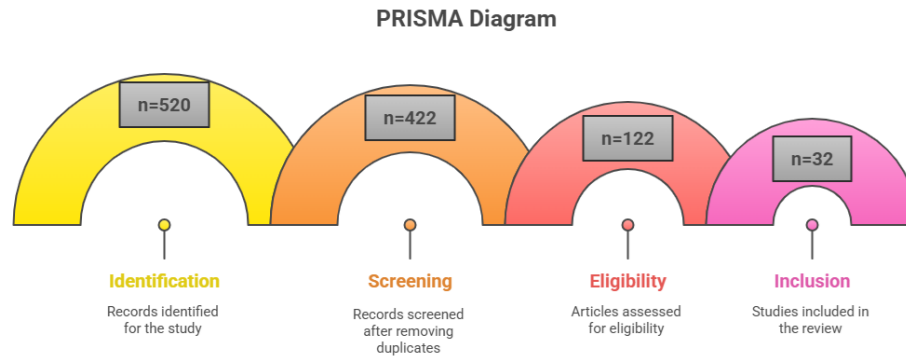 PRISMA Diagram
n=520
n=422
n=122
n=32
Identification
Records identified
for the study
Screening
Records screened
after removing
duplicates
Eligibility
Articles assessed
for eligibility
Inclusion
Studies included in
the review